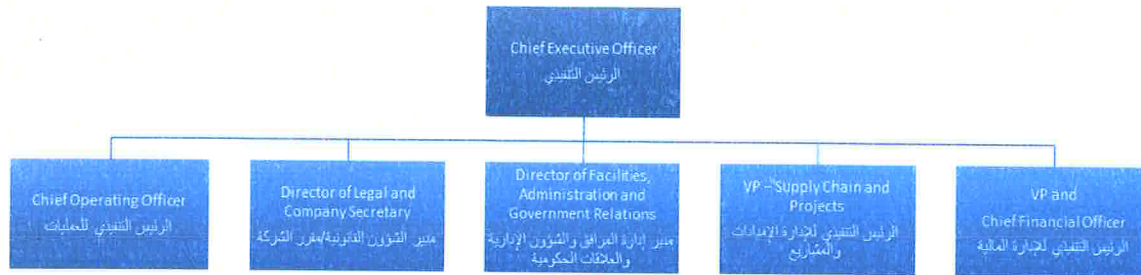 Chief Executive Officer
الرئيس التنفيذي
Chief Operating Officer
الرئيس التنفيذي للعمليات
Director of Legal and
Company Secretary
مدير الشؤون القانونية/مقرر الشركة
Director of Facilities,
Administration and
Government Relations
مدير إدارة المرافق والشؤون الإدارية
والعلاقات الحكومية
VP – Supply Chain and
Projects
الرئيس التنفيذي للإدارة الإمدادات
والمشاريع
VP and
Chief Financial Officer
الرئيس التنفيذي للإدارة المالية